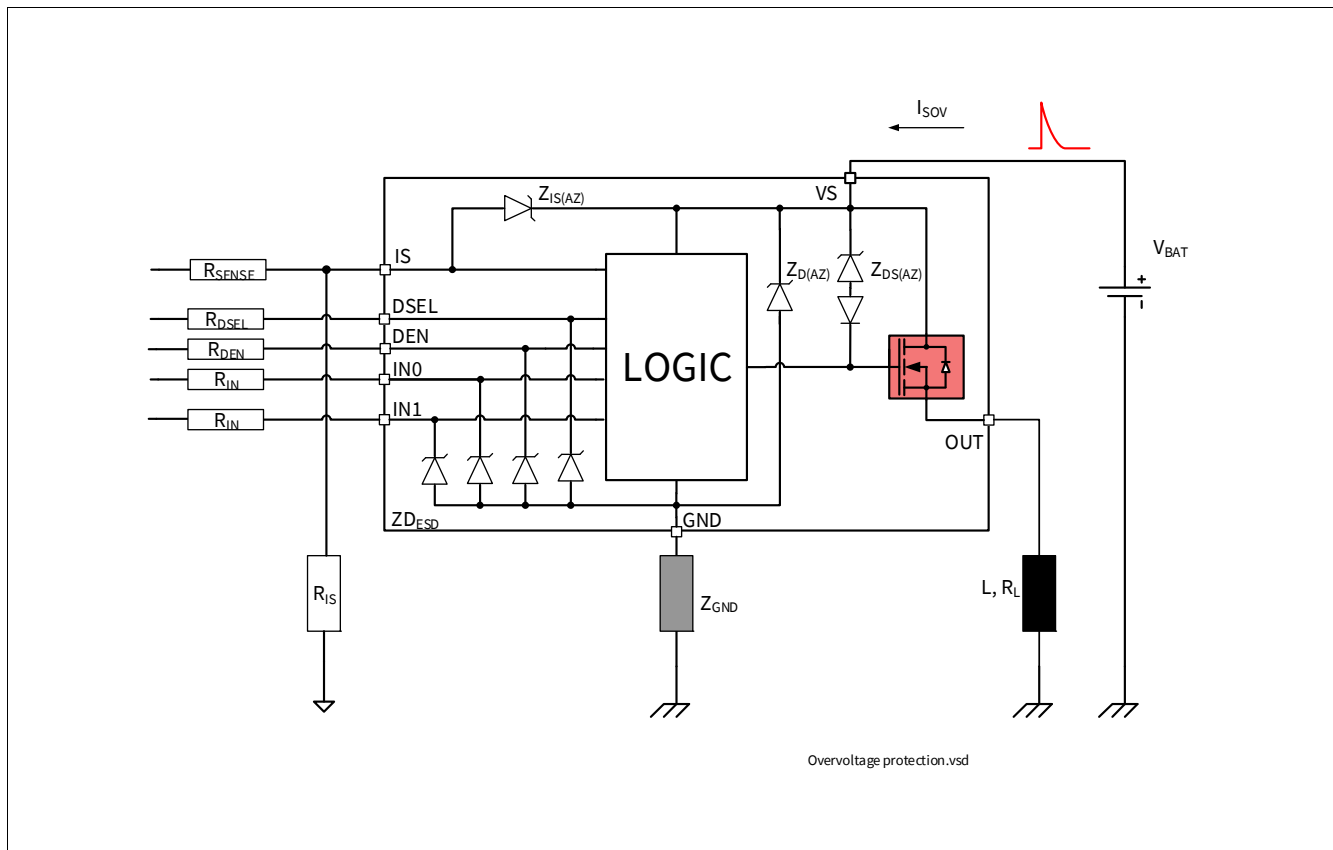 I_SOV
Z_IS(AZ)
VS
IS
Z_D(AZ)
Z_DS(AZ)
V_BAT
R_SENSE
DSEL
R_DSEL
DEN
R_DEN
IN0
R_IN
IN1
R_IN
LOGIC
OUT
ZD_ESD
GND
R_IS
Z_GND
L, R_L
Overvoltage protection.vsd